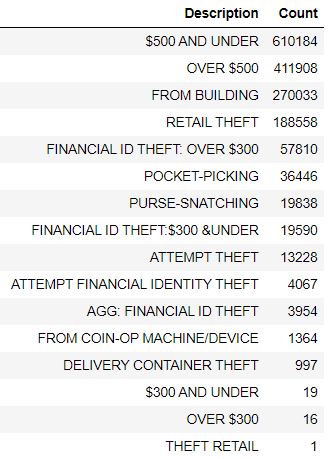 Description Count
$500 AND UNDER 610184
OVER $500 411908
FROM BUILDING 270033
RETAIL THEFT 188558
FINANCIAL ID THEFT: OVER $300 57810
POCKET-PICKING 36446
PURSE-SNATCHING 19838
FINANCIAL ID THEFT:$300 &UNDER 19590
ATTEMPT THEFT 13228
ATTEMPT FINANCIAL IDENTITY THEFT 4067
AGG: FINANCIAL ID THEFT 3954
FROM COIN-OP MACHINE/DEVICE 1364
DELIVERY CONTAINER THEFT 997
$300 AND UNDER 19
OVER $300 16
THEFT RETAIL 1